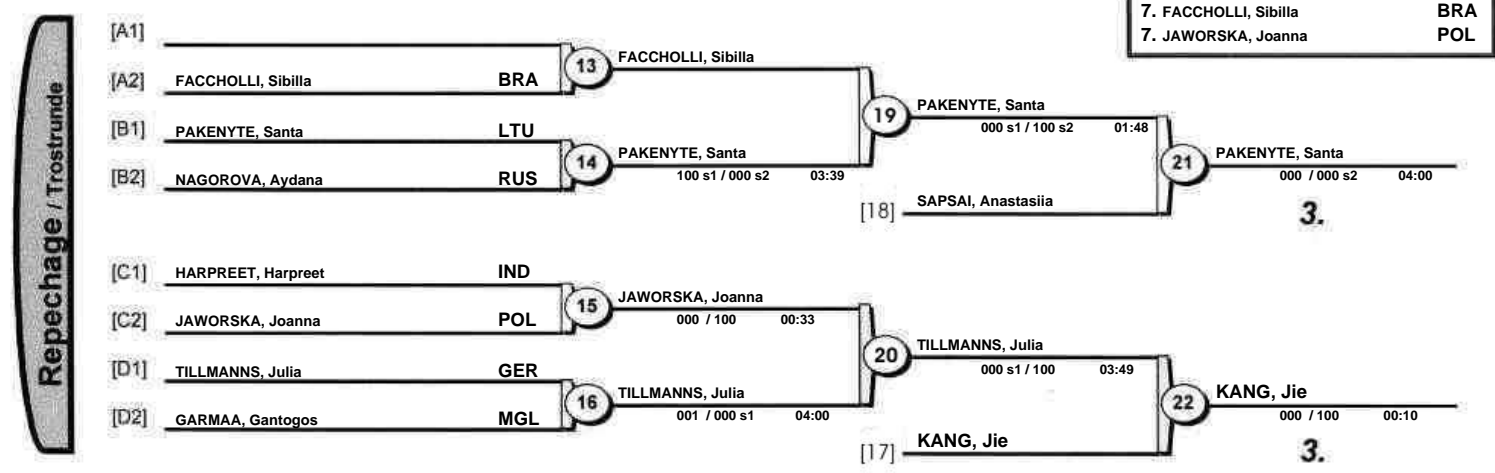 7. FACCHOLLI, Sibilla BRA
7. JAWORSKA, Joanna POL
Repechage / Trostrunde
[A1]
[A2] FACCHOLLI, Sibilla BRA
13 FACCHOLLI, Sibilla
[B1] PAKENYTE, Santa LTU
[B2] NAGOROVA, Aydana RUS
14 PAKENYTE, Santa
100 s1 / 000 s2 03:39
19 PAKENYTE, Santa
000 s1 / 100 s2 01:48
[18] SAPSAI, Anastasiia
21 PAKENYTE, Santa
000 / 000 s2 04:00
3.
[C1] HARPREET, Harpreet IND
[C2] JAWORSKA, Joanna POL
15 JAWORSKA, Joanna
000 / 100 00:33
[D1] TILLMANNS, Julia GER
[D2] GARMAA, Gantogos MGL
16 TILLMANNS, Julia
001 / 000 s1 04:00
20 TILLMANNS, Julia
000 s1 / 100 03:49
[17] KANG, Jie
22 KANG, Jie
000 / 100 00:10
3.